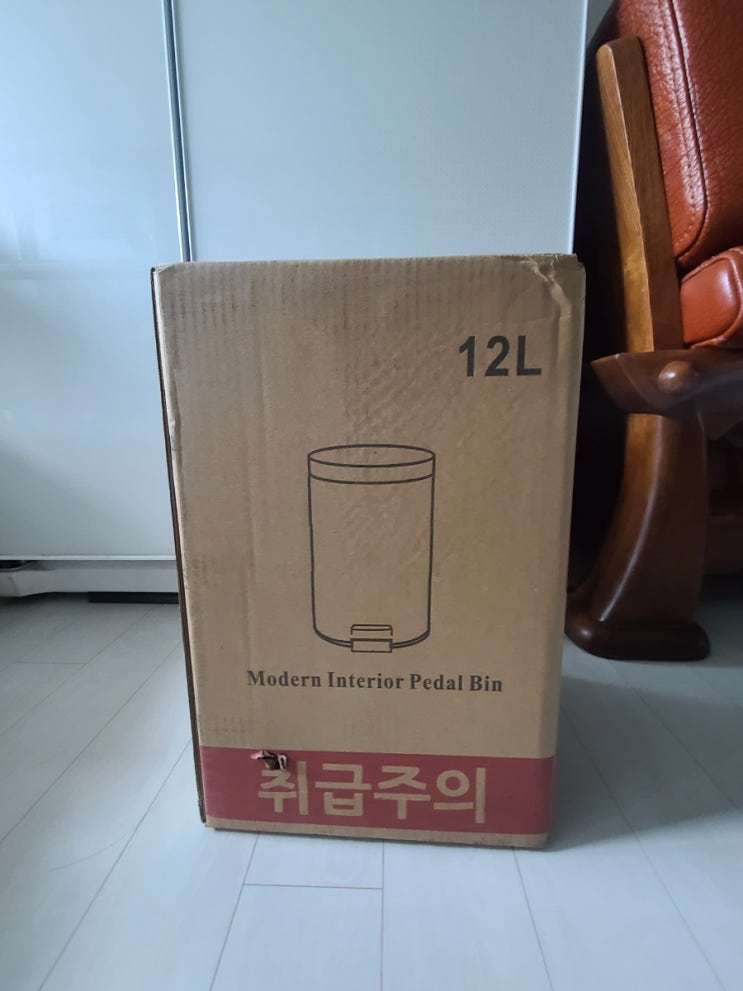 12L
Modern Interior Pedal Bin
취급주의